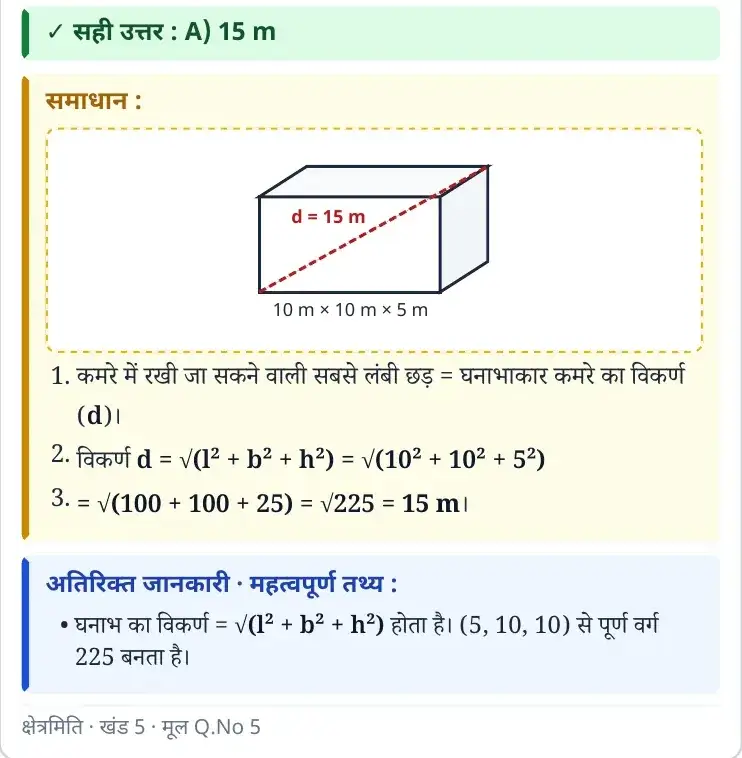 ✓ सही उत्तर : A) 15 m
समाधान :
d = 15 m
10 m × 10 m × 5 m
1. कमरे में रखी जा सकने वाली सबसे लंबी छड़ = घनाभाकार कमरे का विकर्ण
(d)।
2. विकर्ण d = √(l² + b² + h²) = √(10² + 10² + 5²)
3. = √(100 + 100 + 25) = √225 = 15 m।
अतिरिक्त जानकारी · महत्वपूर्ण तथ्य :
• घनाभ का विकर्ण = √(l² + b² + h²) होता है। (5, 10, 10) से पूर्ण वर्ग
225 बनता है।
क्षेत्रमिति · खंड 5 · मूल Q.No 5